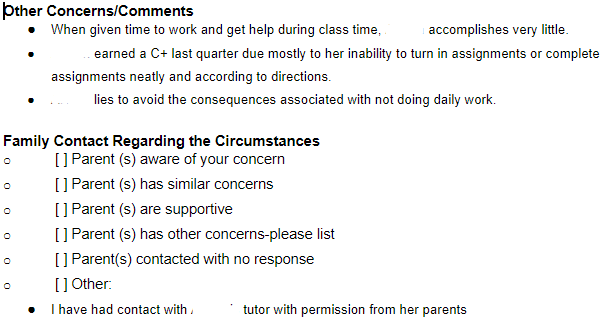 Other Concerns/Comments
● When given time to work and get help during class time, accomplishes very little.
● earned a C+ last quarter due mostly to her inability to turn in assignments or complete
assignments neatly and according to directions.
● lies to avoid the consequences associated with not doing daily work.
Family Contact Regarding the Circumstances
o [ ] Parent (s) aware of your concern
o [ ] Parent (s) has similar concerns
o [ ] Parent (s) are supportive
o [ ] Parent (s) has other concerns-please list
o [ ] Parent(s) contacted with no response
o [ ] Other:
● I have had contact with tutor with permission from her parents